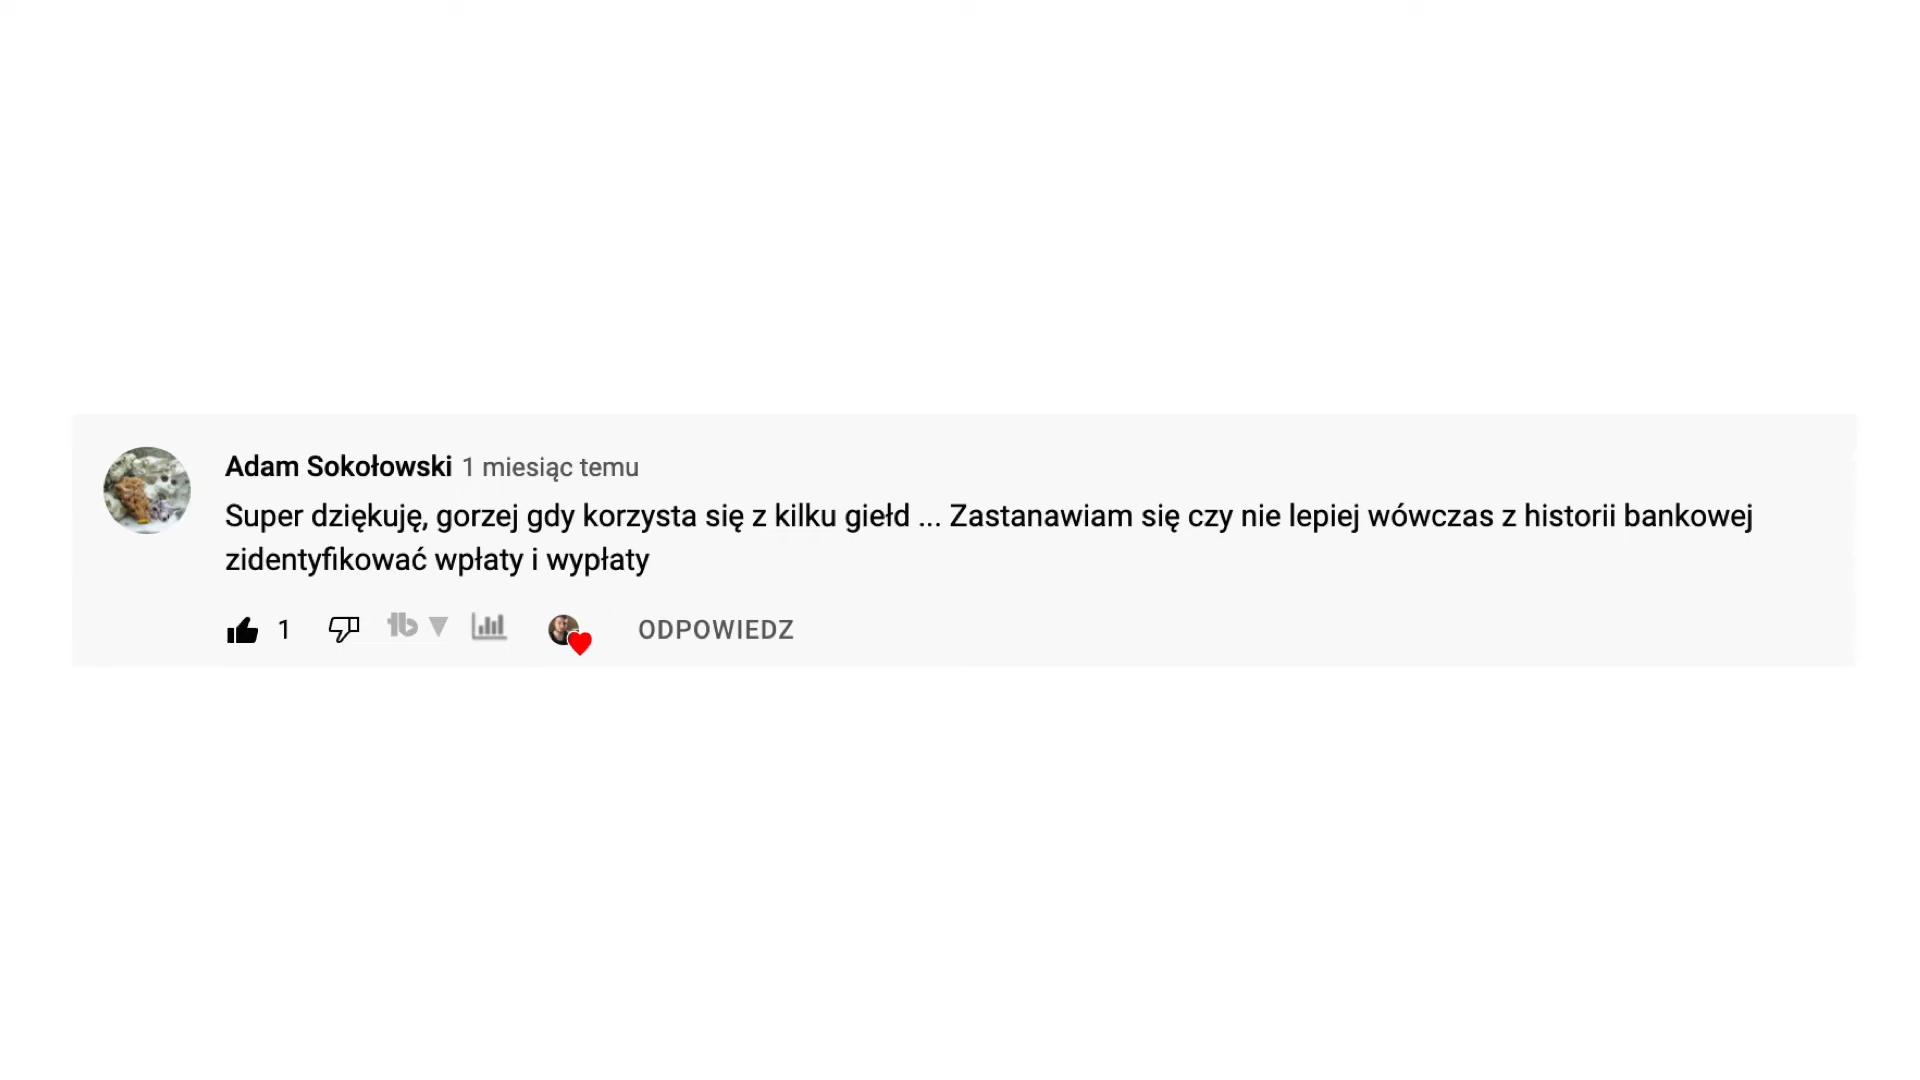 Adam Sokołowski 1 miesiąc temu
Super dziękuję, gorzej gdy korzysta się z kilku giełd ... Zastanawiam się czy nie lepiej wówczas z historii bankowej
zidentyfikować wpłaty i wypłaty
1 ODPOWIEDZ